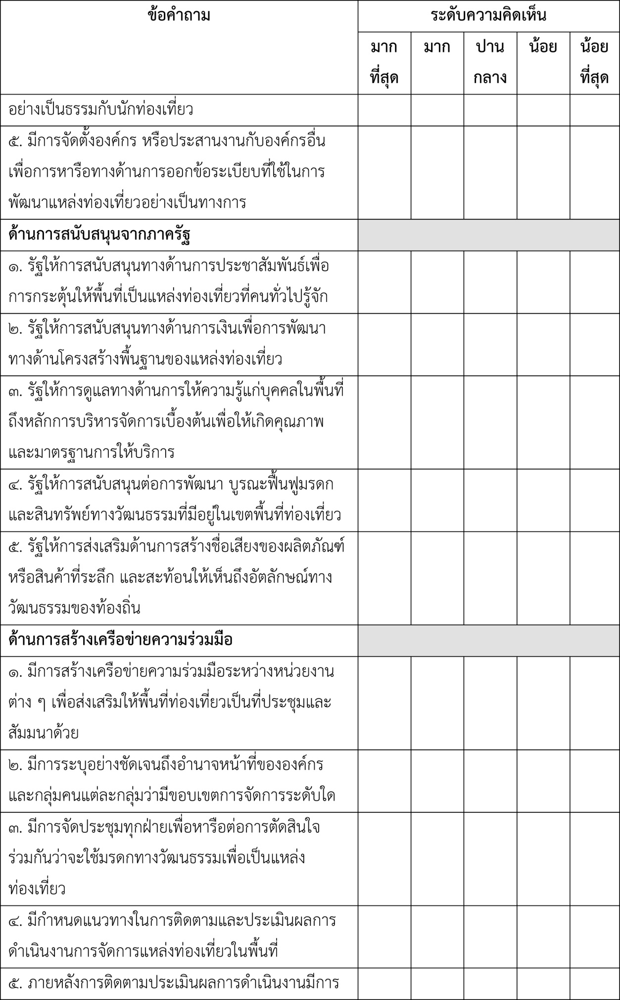 ข้อคำถาม
ระดับความคิดเห็น
มาก
ที่สุด
มาก
ปาน
กลาง
น้อย
น้อย
ที่สุด
อย่างเป็นธรรมกับนักท่องเที่ยว
๕. มีการจัดตั้งองค์กร หรือประสานงานกับองค์กรอื่น
เพื่อการหารือทางด้านการออกข้อระเบียบที่ใช้ในการ
พัฒนาแหล่งท่องเที่ยวอย่างเป็นทางการ
ด้านการสนับสนุนจากภาครัฐ
๑. รัฐให้การสนับสนุนทางด้านการประชาสัมพันธ์เพื่อ
การกระตุ้นให้พื้นที่เป็นแหล่งท่องเที่ยวที่คนทั่วไปรู้จัก
๒. รัฐให้การสนับสนุนทางด้านการเงินเพื่อการพัฒนา
ทางด้านโครงสร้างพื้นฐานของแหล่งท่องเที่ยว
๓. รัฐให้การดูแลทางด้านการให้ความรู้แก่บุคคลในพื้นที่
ถึงหลักการบริหารจัดการเบื้องต้นเพื่อให้เกิดคุณภาพ
และมาตรฐานการให้บริการ
๔. รัฐให้การสนับสนุนต่อการพัฒนา บูรณะฟื้นฟูมรดก
และสินทรัพย์ทางวัฒนธรรมที่มีอยู่ในเขตพื้นที่ท่องเที่ยว
๕. รัฐให้การส่งเสริมด้านการสร้างชื่อเสียงของผลิตภัณฑ์
หรือสินค้าที่ระลึก และสะท้อนให้เห็นถึงอัตลักษณ์ทาง
วัฒนธรรมของท้องถิ่น
ด้านการสร้างเครือข่ายความร่วมมือ
๑. มีการสร้างเครือข่ายความร่วมมือระหว่างหน่วยงาน
ต่าง ๆ เพื่อส่งเสริมให้พื้นที่ท่องเที่ยวเป็นที่ประชุมและ
สัมมนาด้วย
๒. มีการระบุอย่างชัดเจนถึงอำนาจหน้าที่ขององค์กร
และกลุ่มคนแต่ละกลุ่มว่ามีขอบเขตการจัดการระดับใด
๓. มีการจัดประชุมทุกฝ่ายเพื่อหารือต่อการตัดสินใจ
ร่วมกันว่าจะใช้มรดกทางวัฒนธรรมเพื่อเป็นแหล่ง
ท่องเที่ยว
๔. มีกำหนดแนวทางในการติดตามและประเมินผลการ
ดำเนินงานการจัดการแหล่งท่องเที่ยวในพื้นที่
๕. ภายหลังการติดตามประเมินผลการดำเนินงานมีการ